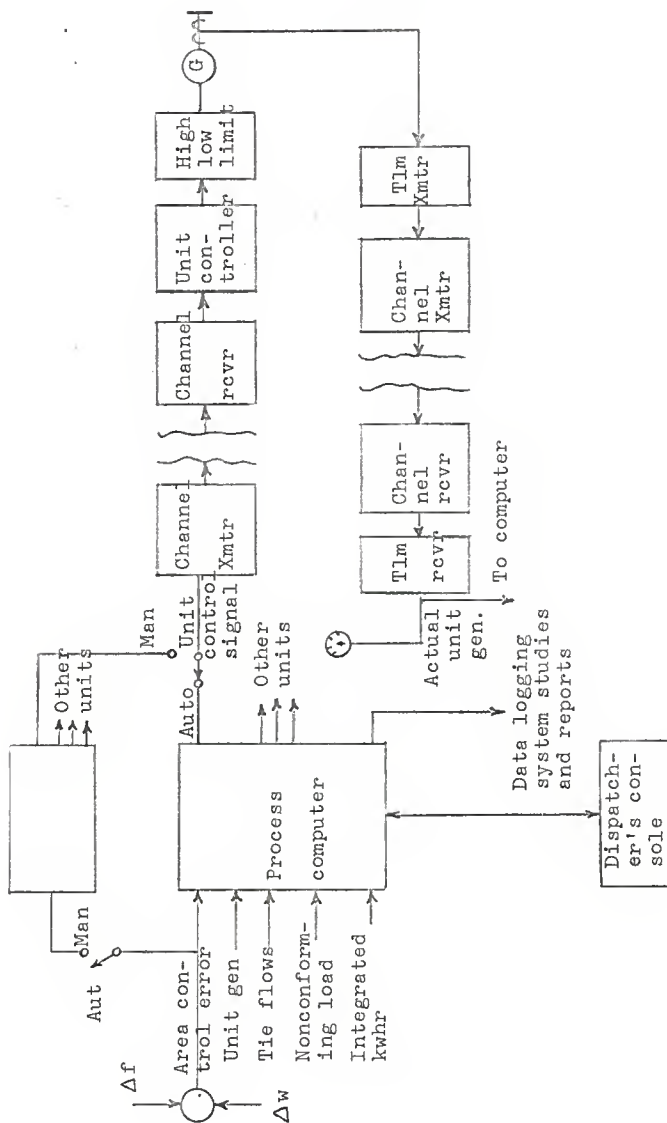 Δf
Δw
Aut
Man
Area con-
trol error
Unit gen
Tie flows
Nonconform-
ing load
Integrated
kwhr
Other
units
Man
Auto
Unit
control
signal
Process
computer
Other
units
Data logging
system studies
and reports
Dispatch-
er's con-
sole
Channel
Xmtr
Channel
rcvr
Unit
con-
troller
High
low
limit
G
Tlm
Xmtr
Chan-
nel
Xmtr
Chan-
nel
rcvr
Tlm
rcvr
Actual
unit
gen.
To computer